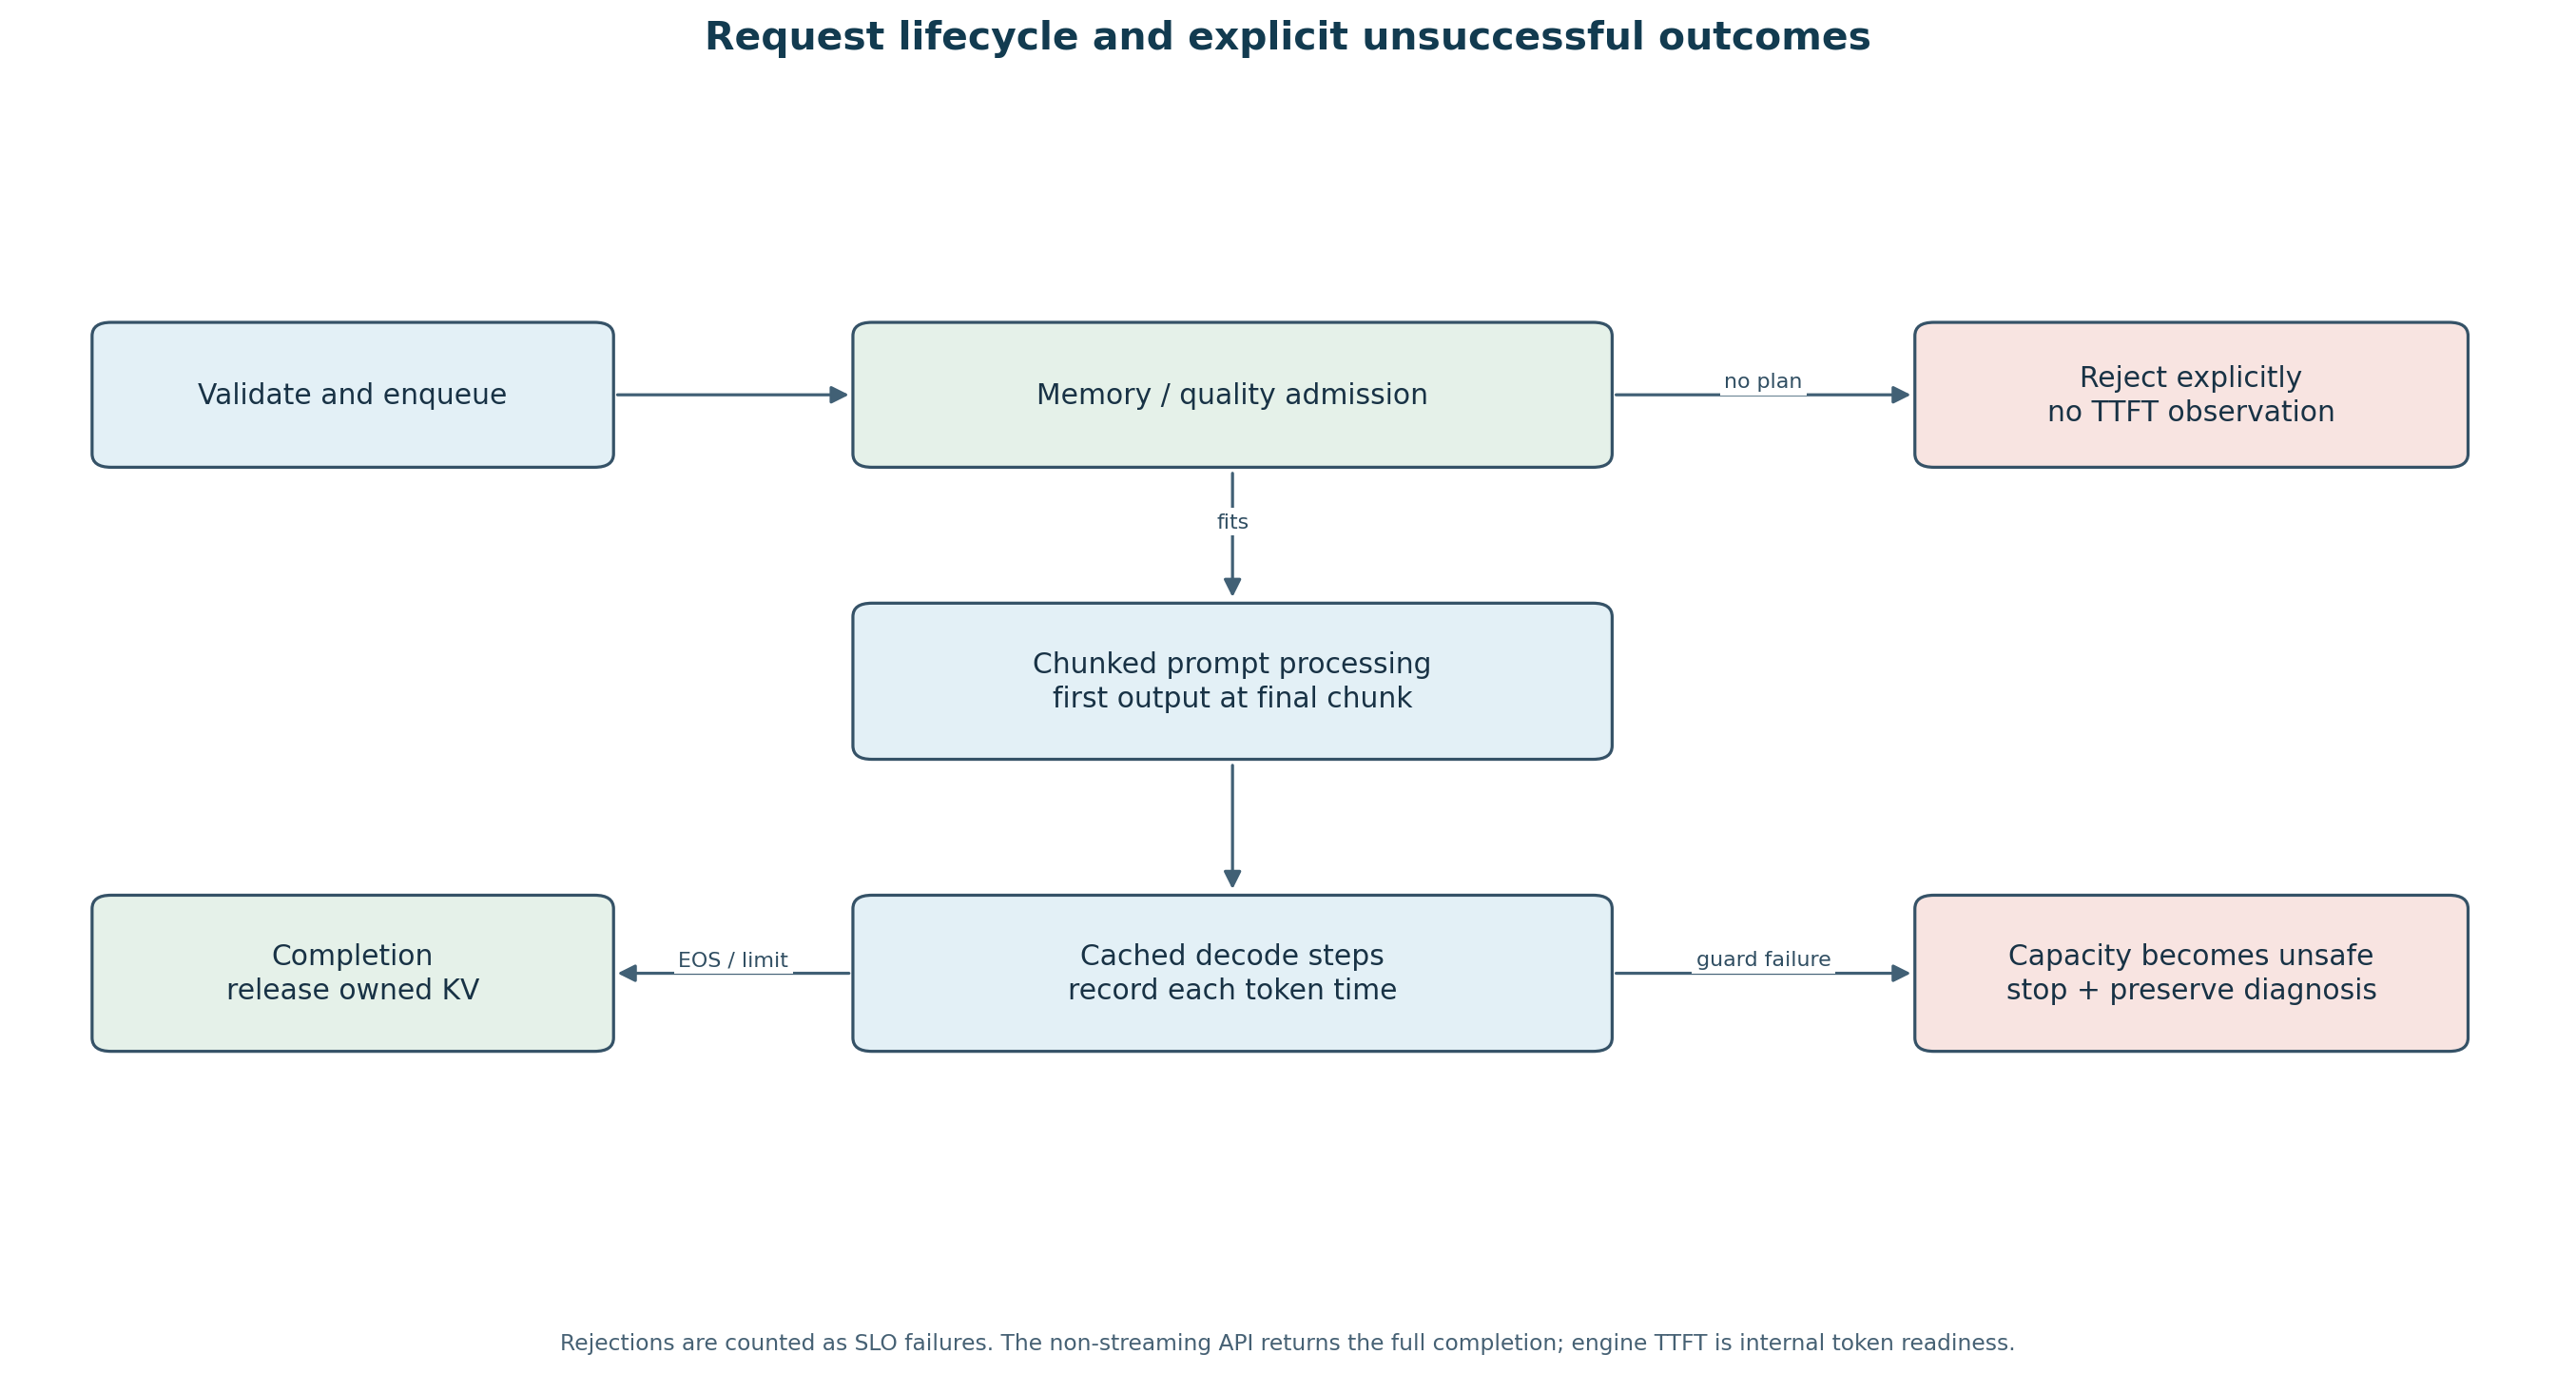 Request lifecycle and explicit unsuccessful outcomes
Validate and enqueue
Memory / quality admission
no plan
Reject explicitly
no TTFT observation
fits
Chunked prompt processing
first output at final chunk
Completion
release owned KV
EOS / limit
Cached decode steps
record each token time
guard failure
Capacity becomes unsafe
stop + preserve diagnosis
Rejections are counted as SLO failures. The non-streaming API returns the full completion; engine TTFT is internal token readiness.